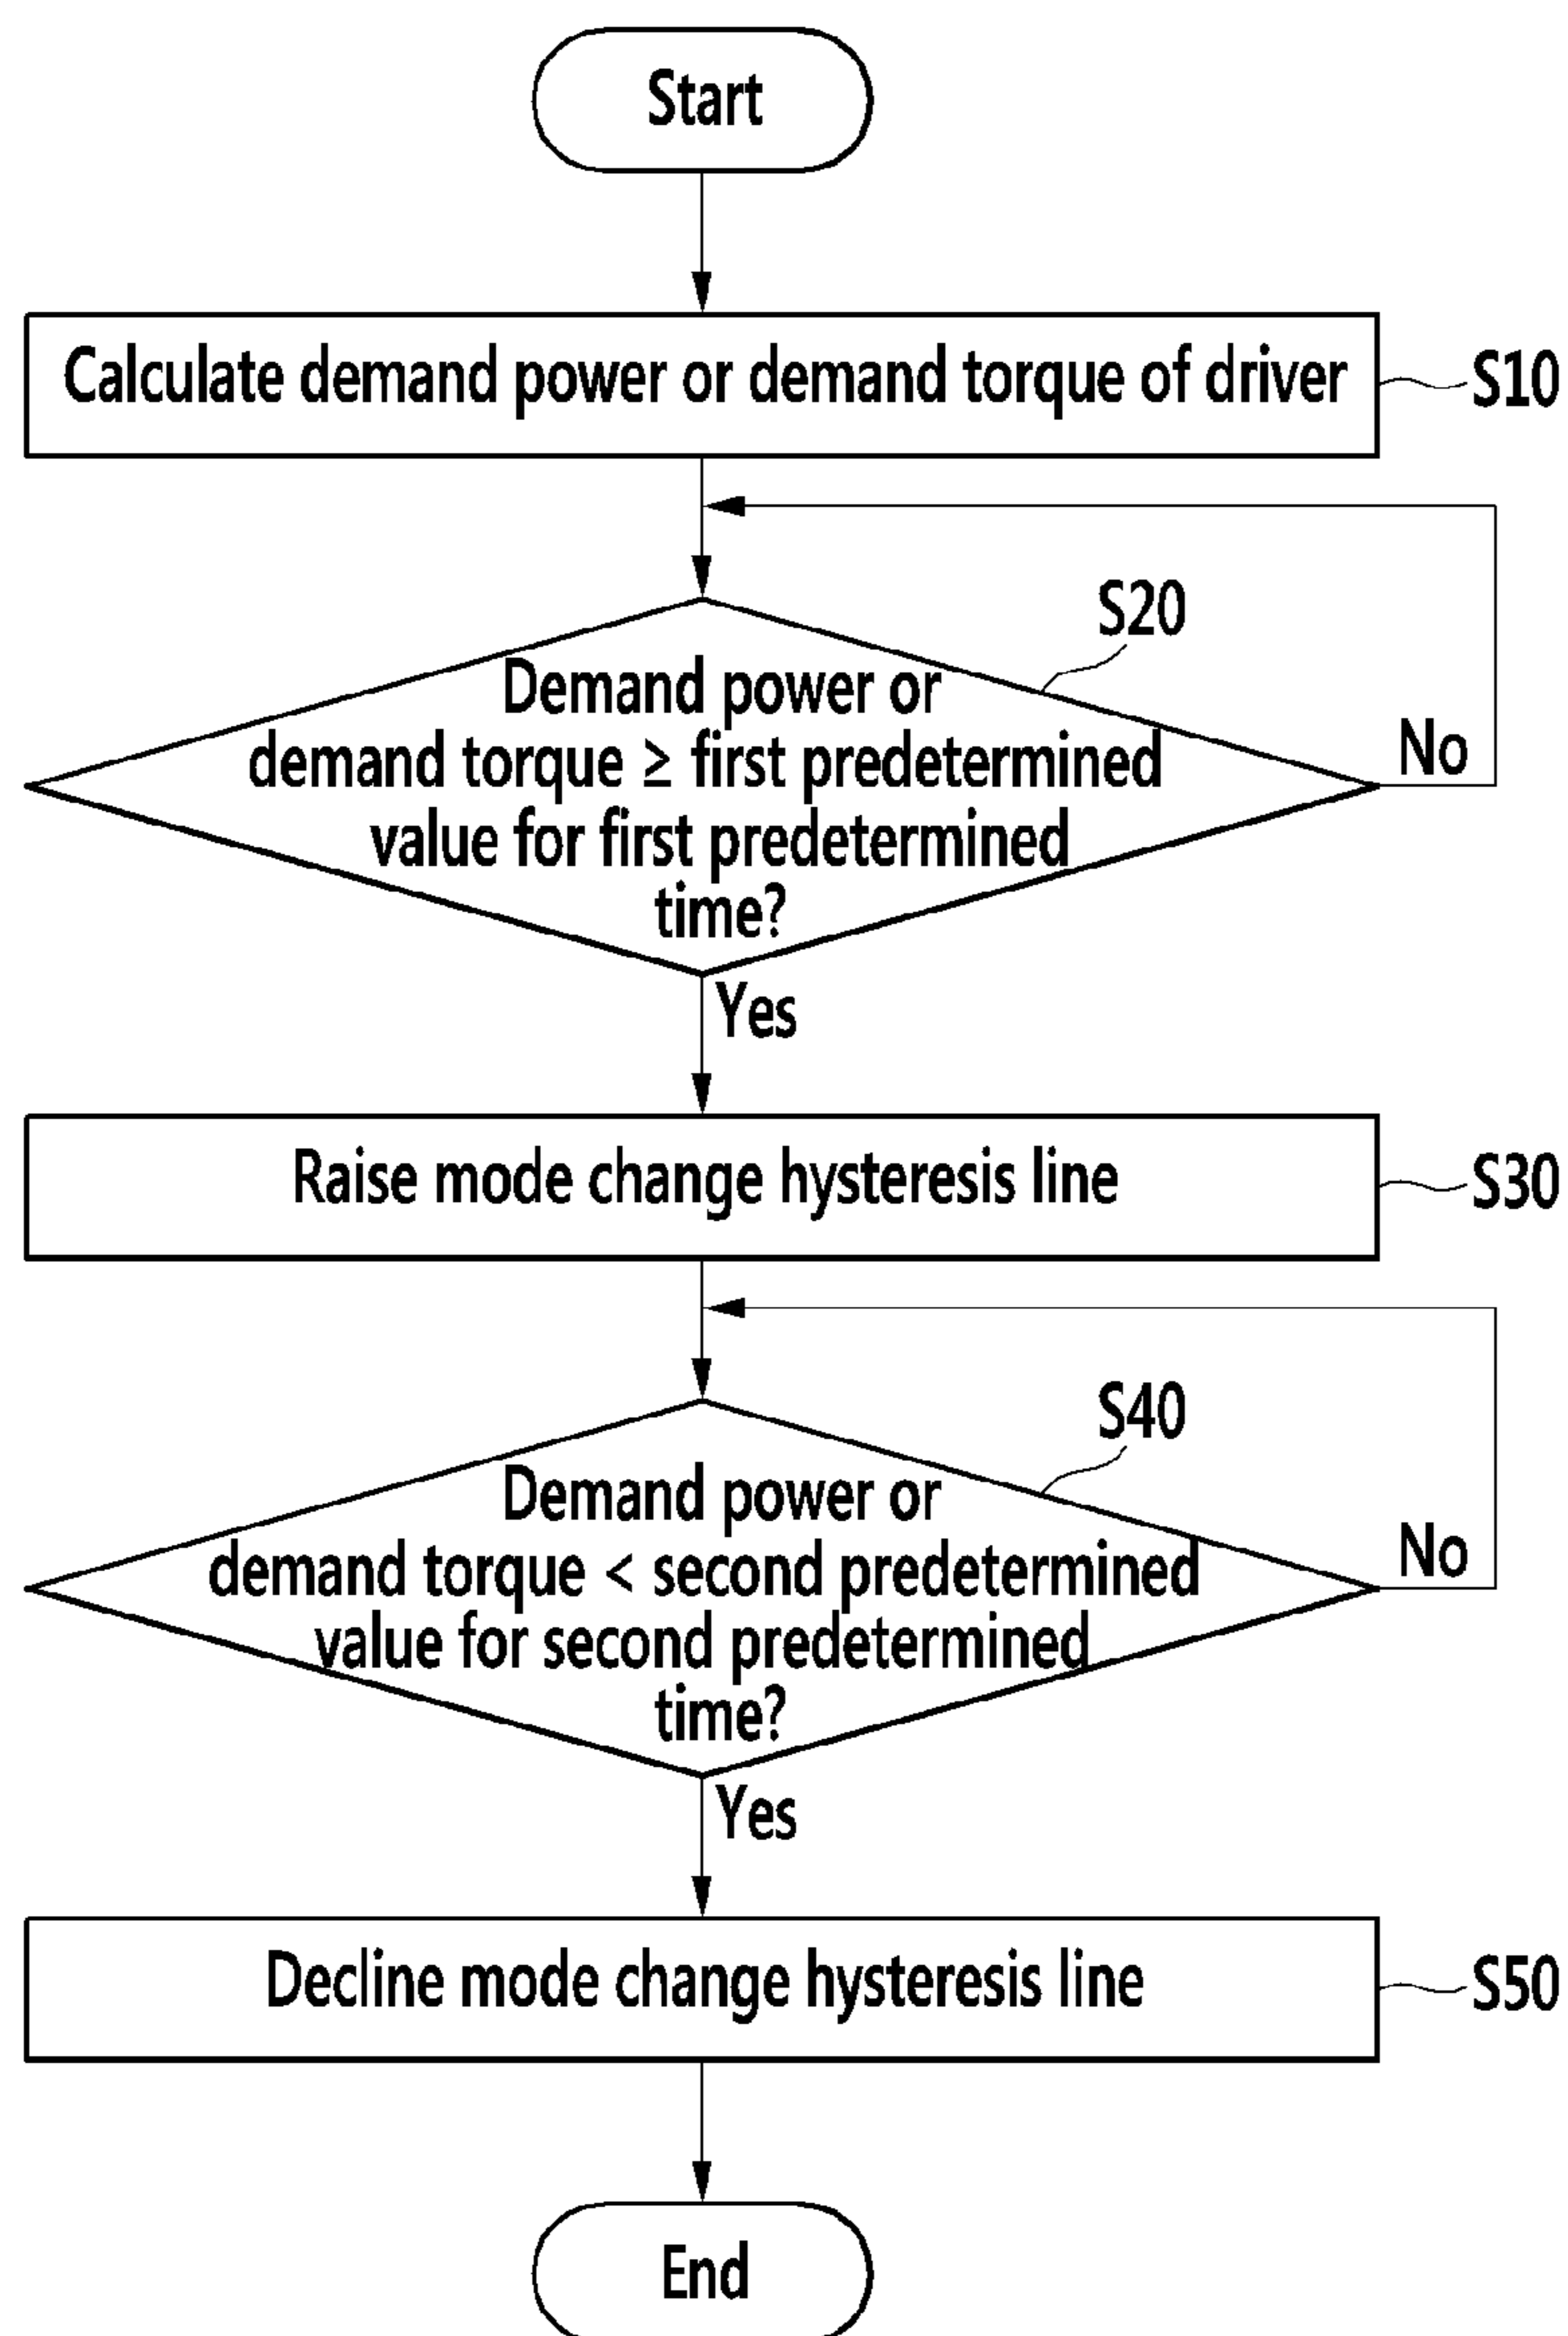 Start
Calculate demand power or demand torque of driver
S10
S20
Demand power or
demand torque ≥ first predetermined
value for first predetermined
time?
No
Yes
Raise mode change hysteresis line
S30
S40
Demand power or
demand torque < second predetermined
value for second predetermined
time?
No
Yes
Decline mode change hysteresis line
S50
End